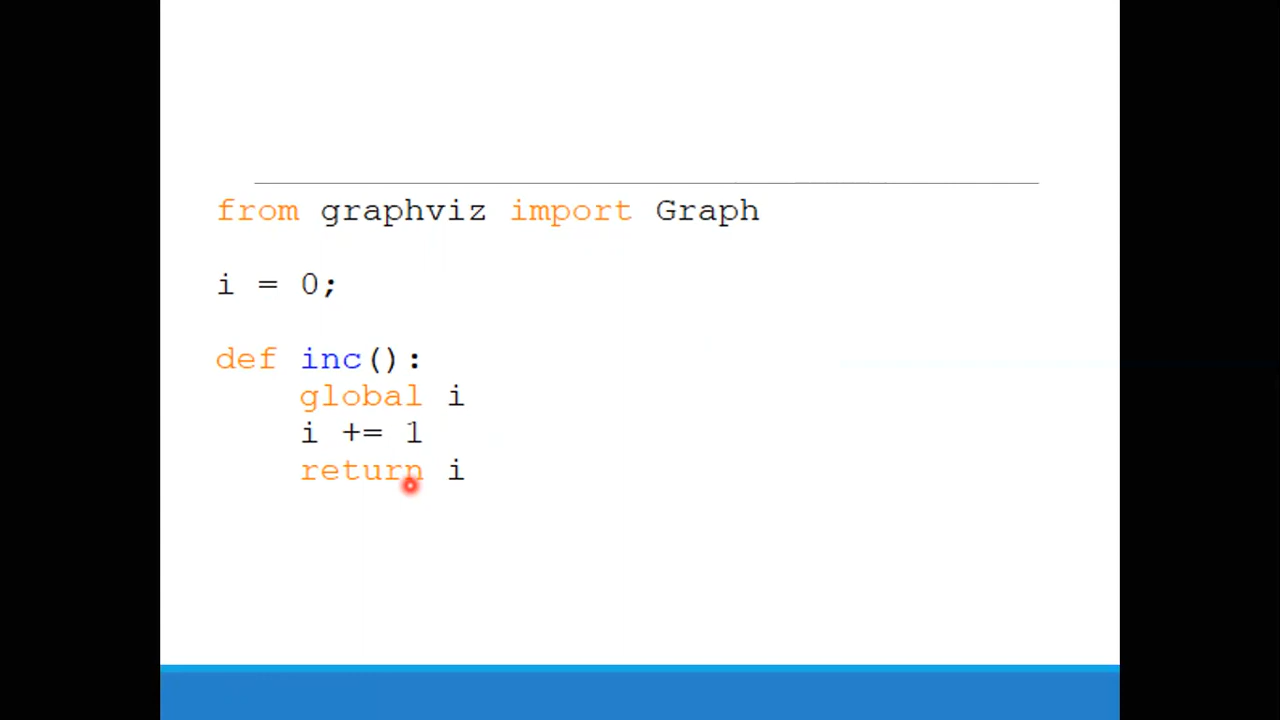 from graphviz import Graph
i = 0;
def inc():
    global i
    i += 1
    return i